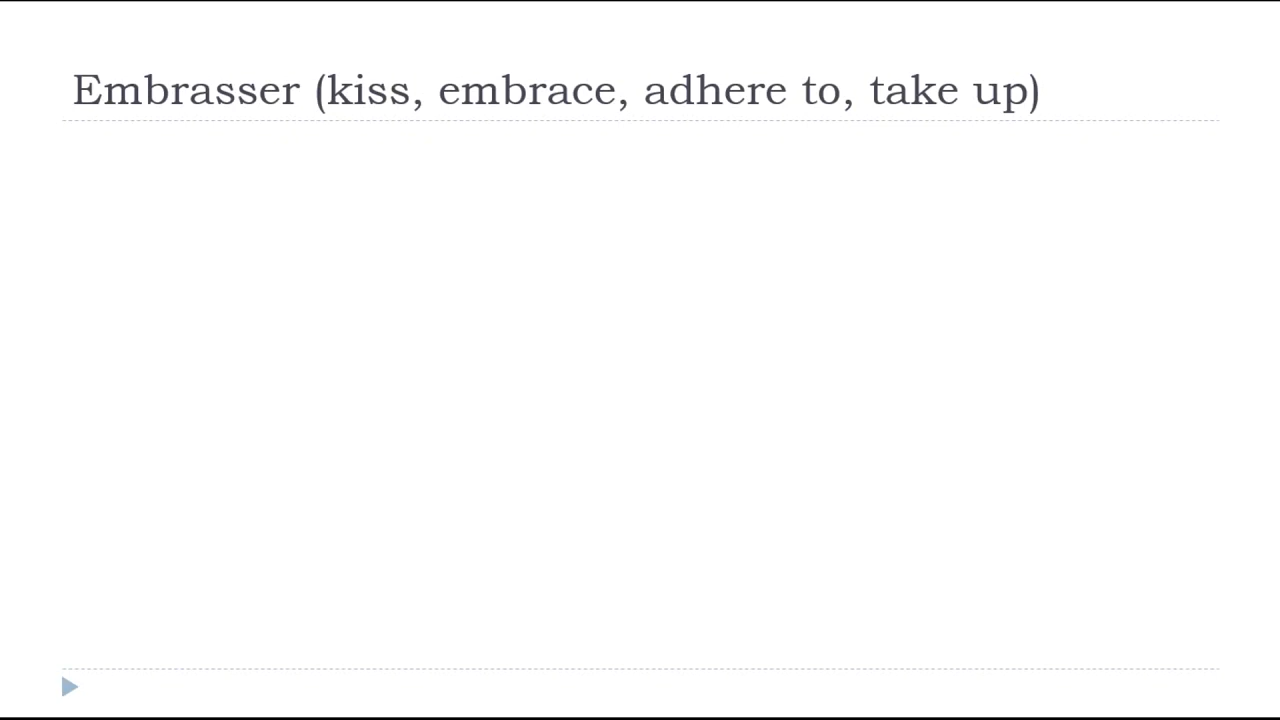 Embrasser (kiss, embrace, adhere to, take up)